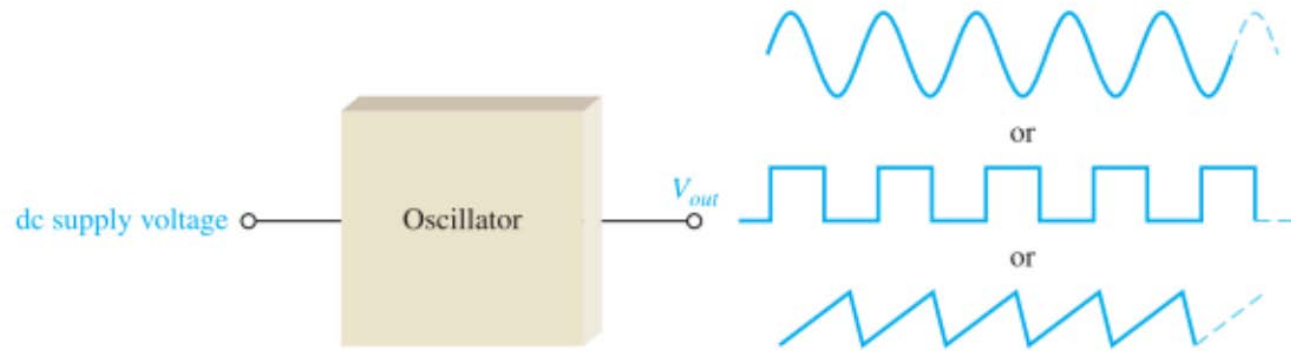 or
dc supply voltage
Oscillator
V_out
or